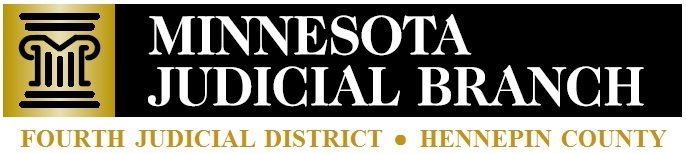 MINNESOTA
JUDICIAL BRANCH
FOURTH JUDICIAL DISTRICT • HENNEPIN COUNTY